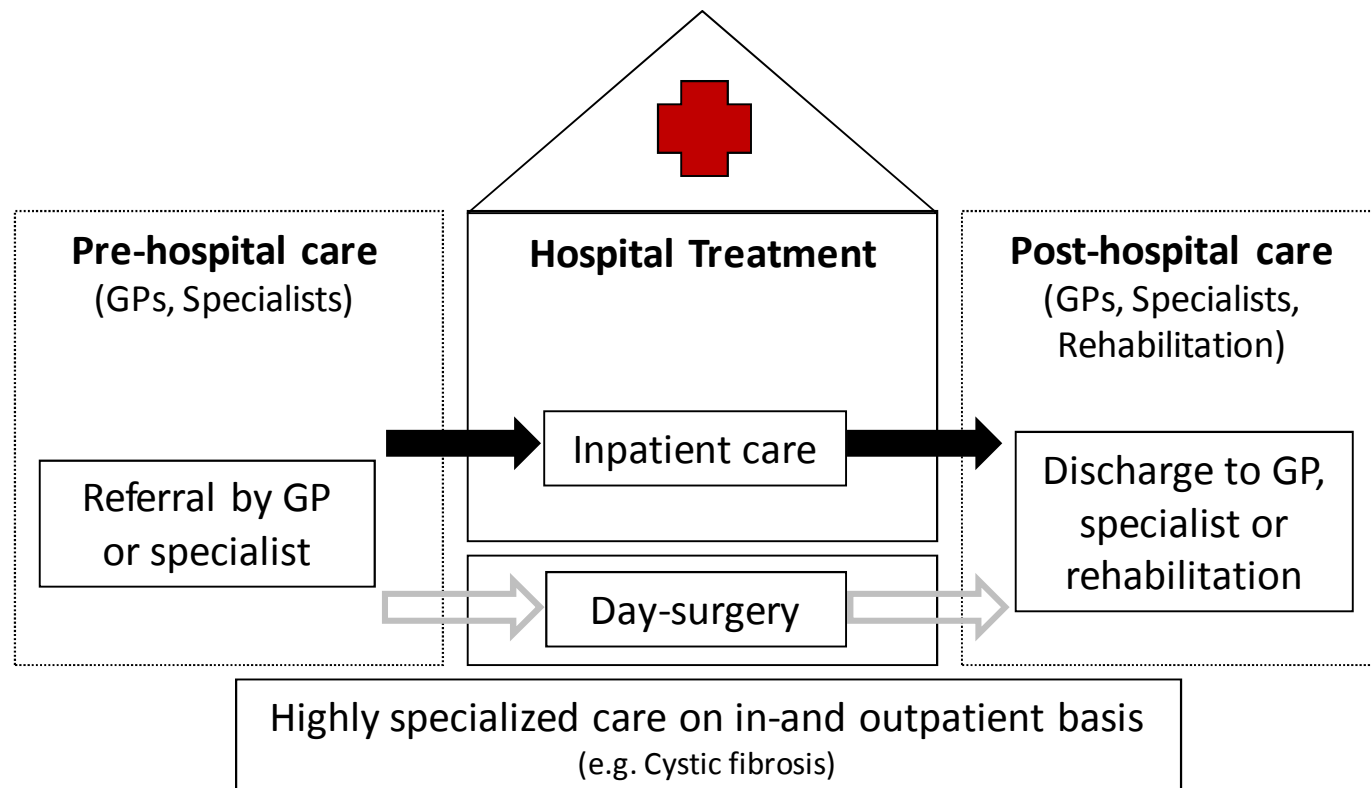 Pre-hospital care
(GPs, Specialists)
Referral by GP
or specialist
Hospital Treatment
Inpatient care
Day-surgery
Post-hospital care
(GPs, Specialists,
Rehabilitation)
Discharge to GP,
specialist or
rehabilitation
Highly specialized care on in-and outpatient basis
(e.g. Cystic fibrosis)